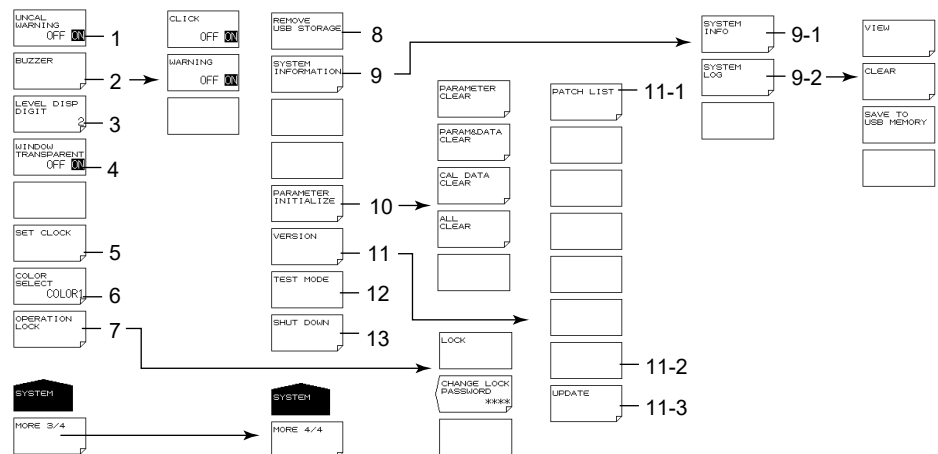 UNCAL
WARNING
OFF ON
1
BUZZER
2
LEVEL DISP
DIGIT
2
3
WINDOW
TRANSPARENT
OFF ON
4
SET CLOCK
5
COLOR
SELECT
COLOR1
6
OPERATION
LOCK
7
SYSTEM
MORE 3/4
CLICK
OFF ON
WARNING
OFF ON
REMOVE
USB STORAGE
8
SYSTEM
INFORMATION
9
PARAMETER
INITIALIZE
10
VERSION
11
TEST MODE
12
SHUT DOWN
13
SYSTEM
MORE 4/4
PARAMETER
CLEAR
PARAM&DATA
CLEAR
CAL DATA
CLEAR
ALL
CLEAR
LOCK
CHANGE LOCK
PASSWORD
****
PATCH LIST
11-1
11-2
UPDATE
11-3
SYSTEM
INFO
9-1
SYSTEM
LOG
9-2
VIEW
CLEAR
SAVE TO
USB MEMORY